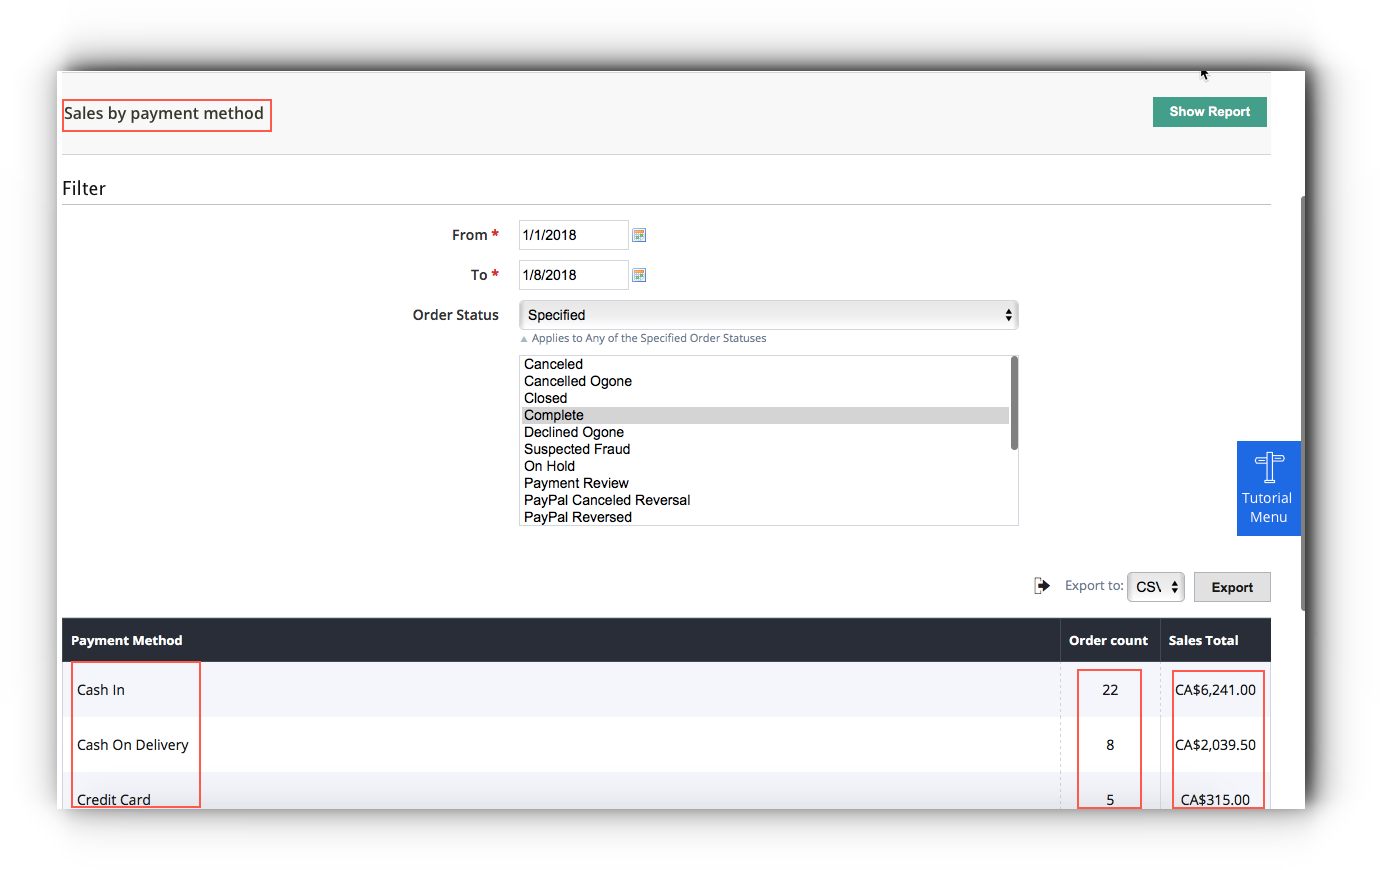 Sales by payment method
Show Report
Filter
From *
1/1/2018
To *
1/8/2018
Order Status
Specified
Applies to Any of the Specified Order Statuses
Canceled
Cancelled Ogone
Closed
Complete
Declined Ogone
Suspected Fraud
On Hold
Payment Review
PayPal Canceled Reversal
PayPal Reversed
Tutorial
Menu
Export to:
CSV
Export
Payment Method Order count Sales Total
Cash In 22 CA$6,241.00
Cash On Delivery 8 CA$2,039.50
Credit Card 5 CA$315.00